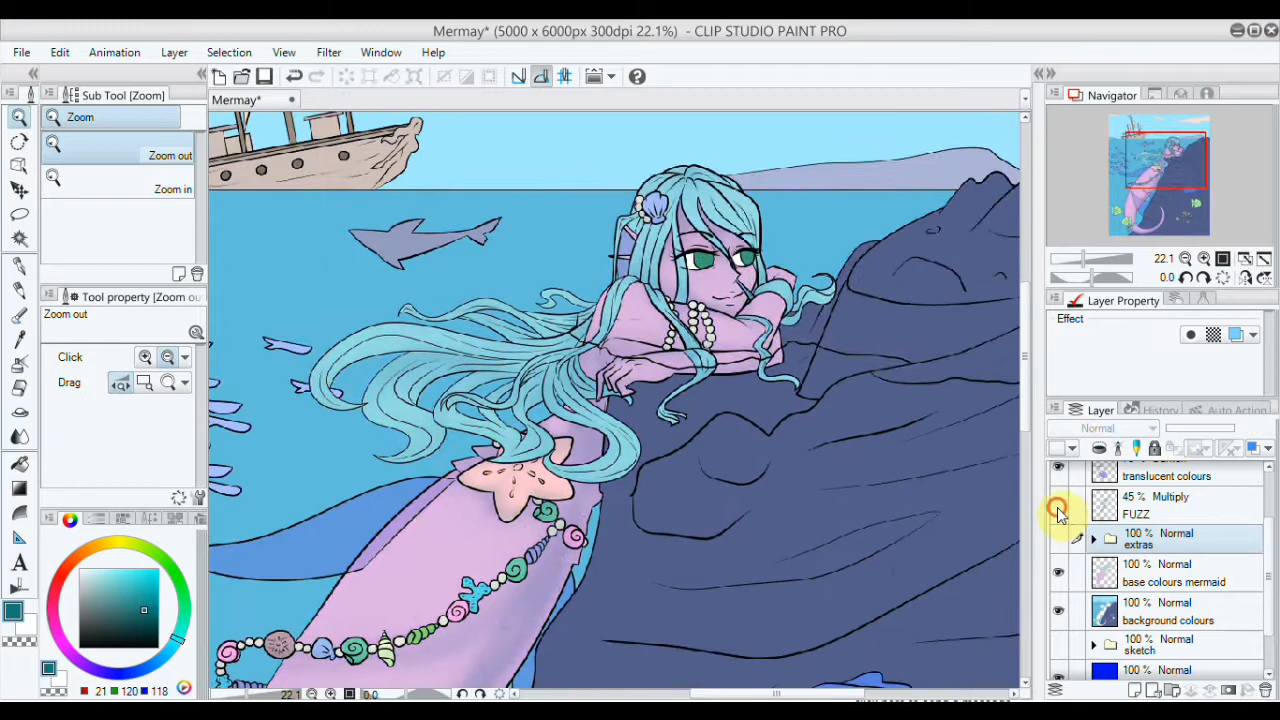 Mermay* (5000 x 6000px 300dpi 22.1%) - CLIP STUDIO PAINT PRO
File Edit Animation Layer Selection View Filter Window Help
Sub Tool [Zoom]
Mermay*
Navigator
Zoom
Zoom out
Zoom in
22.1
0.0
Tool property [Zoom ou
Zoom out
Layer Property
Effect
Click
Drag
Layer History Auto Action
Normal
translucent colours
45 % Multiply
FUZZ
100 % Normal
extras
100 % Normal
base colours mermaid
100 % Normal
background colours
100 % Normal
sketch
100 % Normal
21 120 118
22.1 0.0